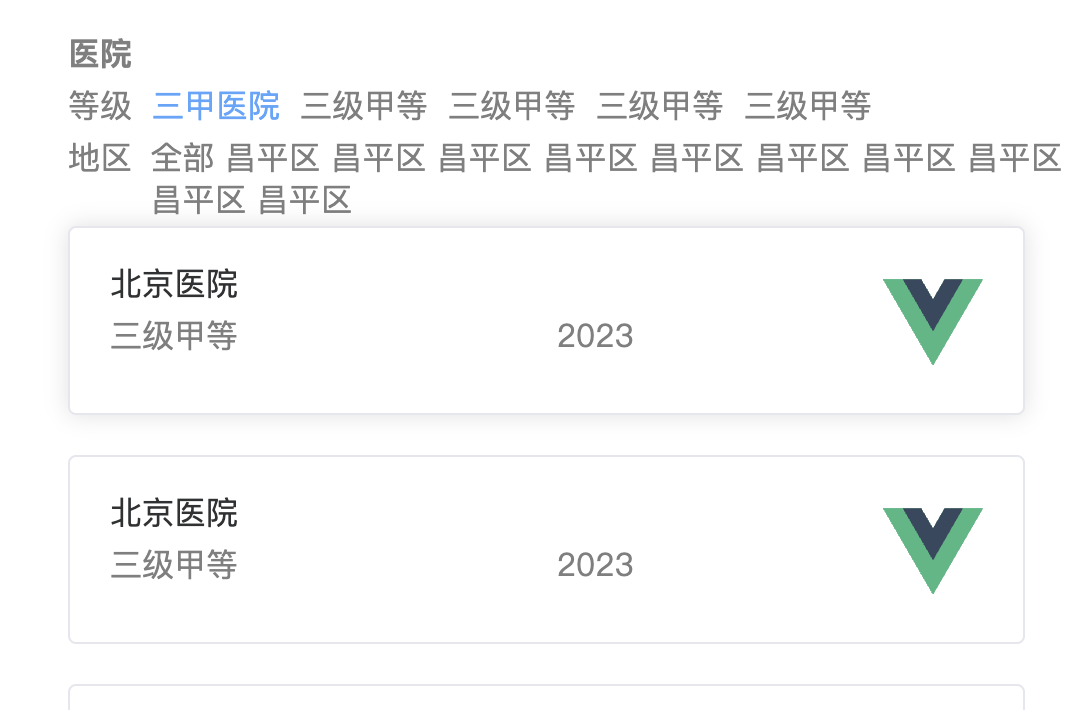 医院
等级 三甲医院 三级甲等 三级甲等 三级甲等 三级甲等
地区 全部 昌平区 昌平区 昌平区 昌平区 昌平区 昌平区 昌平区 昌平区
昌平区 昌平区
北京医院
三级甲等 2023
北京医院
三级甲等 2023